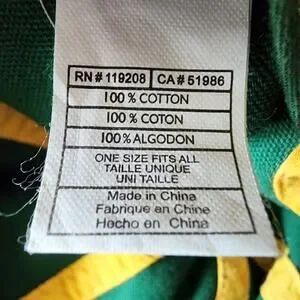 RN# 119208 CA# 51986
100% COTTON
100% COTON
100% ALGODON
ONE SIZE FITS ALL
TAILLE UNIQUE
UNI TAILLE
Made in China
Fabrique en China
Hecho en China